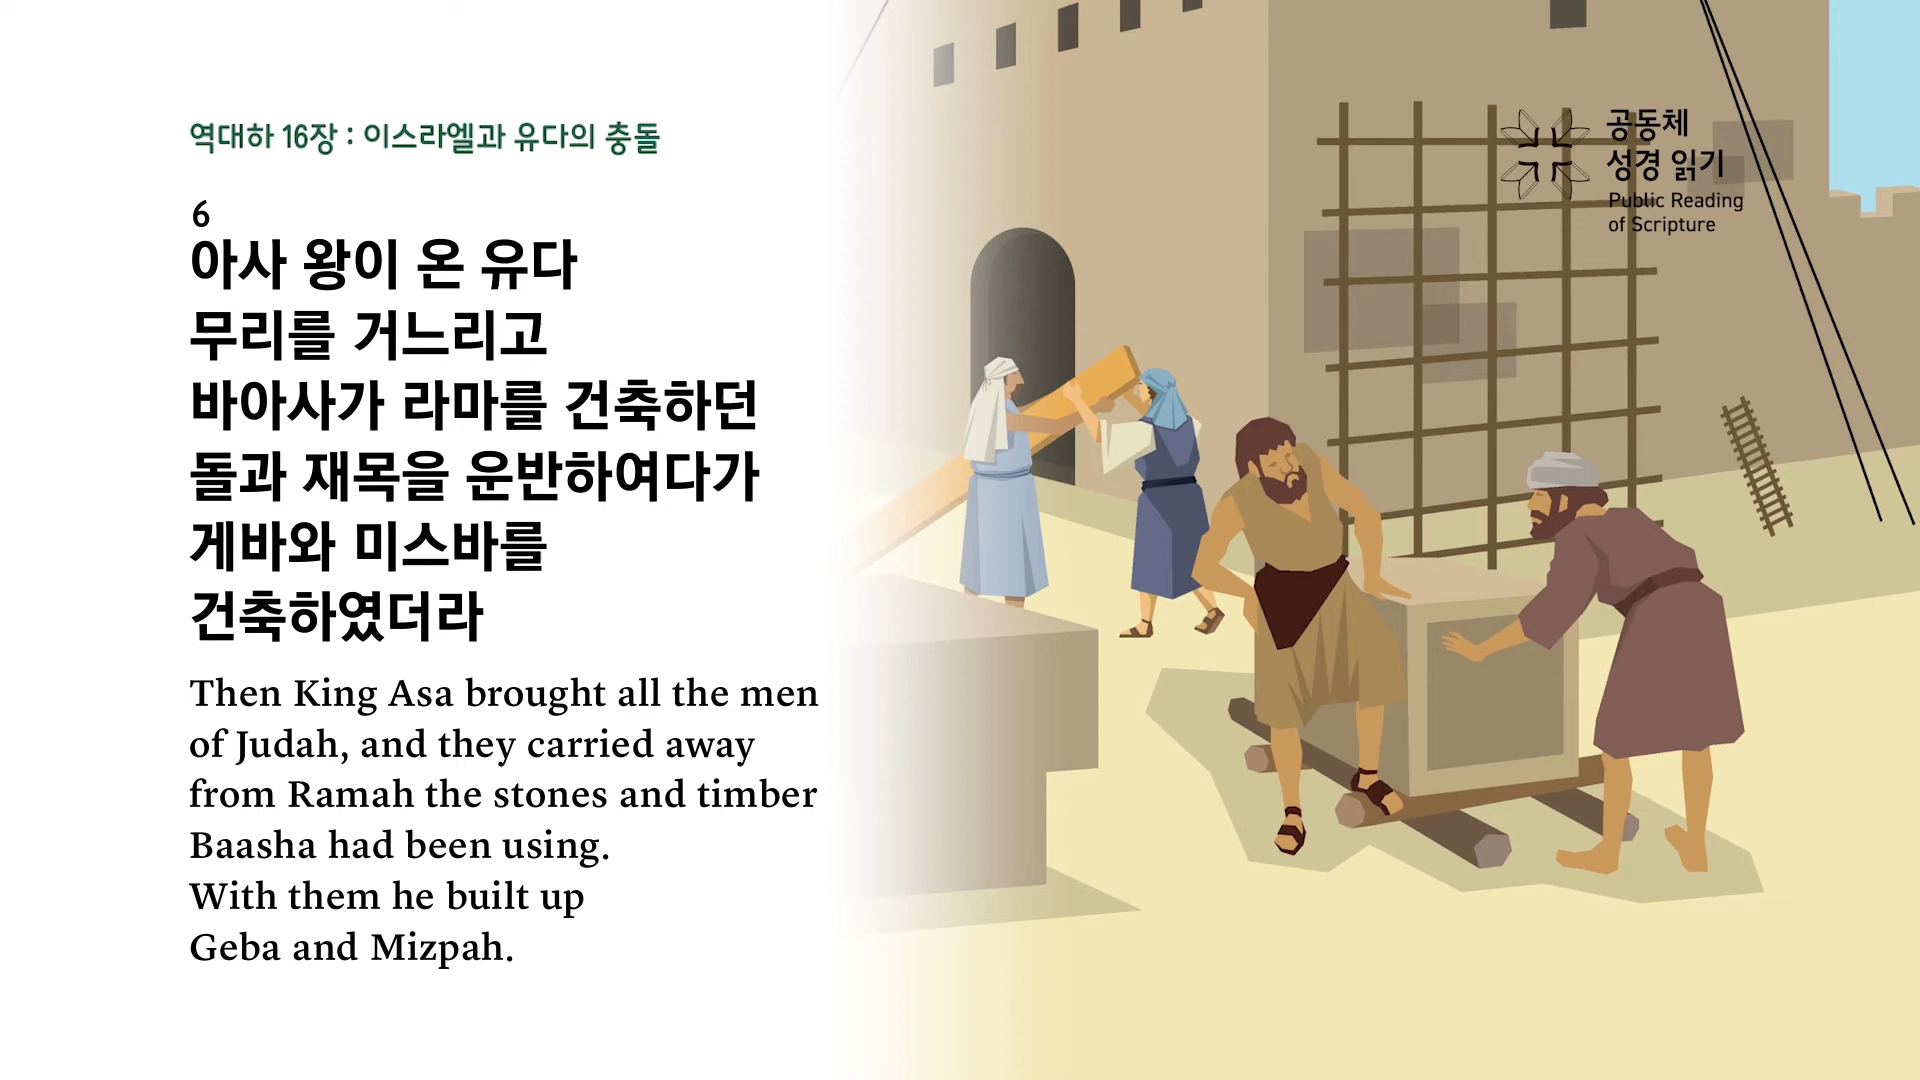 역대하 16장 : 이스라엘과 유다의 충돌
6
아사 왕이 온 유다
무리를 거느리고
바아사가 라마를 건축하던
돌과 재목을 운반하여다가
게바와 미스바를
건축하였더라
Then King Asa brought all the men
of Judah, and they carried away
from Ramah the stones and timber
Baasha had been using.
With them he built up
Geba and Mizpah.
공동체
성경 읽기
Public Reading
of Scripture